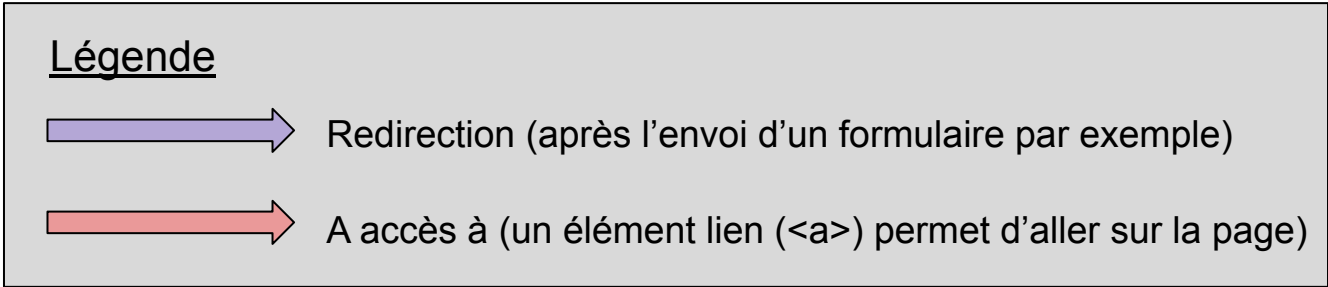 Légende
Redirection (après l’envoi d’un formulaire par exemple)
A accès à (un élément lien (<a>) permet d’aller sur la page)